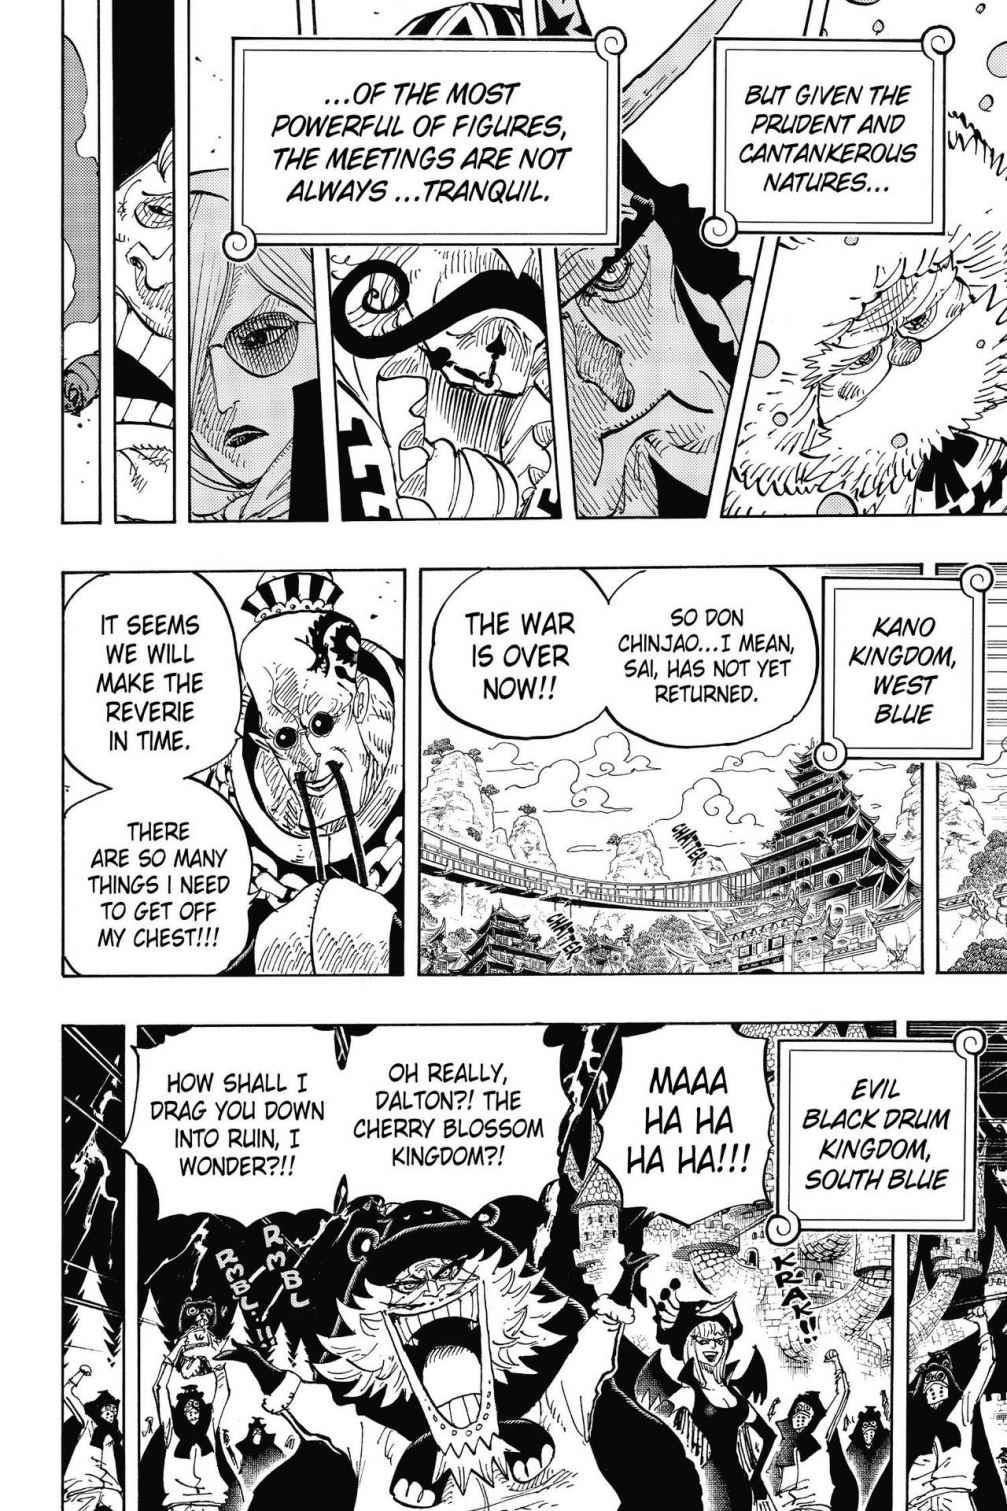 BUT GIVEN THE
PRUDENT AND
CANTANKEROUS
NATURES...
...OF THE MOST
POWERFUL OF FIGURES,
THE MEETINGS ARE NOT
ALWAYS ...TRANQUIL.
KANO
KINGDOM,
WEST
BLUE
SO DON
CHINJAO...I MEAN,
SAI, HAS NOT YET
RETURNED.
THE WAR
IS OVER
NOW!!
CHATTER
CHATTER
IT SEEMS
WE WILL
MAKE THE
REVERIE
IN TIME.
THERE
ARE SO MANY
THINGS I NEED
TO GET OFF
MY CHEST!!!
EVIL
BLACK DRUM
KINGDOM,
SOUTH BLUE
MAAA
HA HA
HA HA!!!
OH REALLY,
DALTON?! THE
CHERRY BLOSSOM
KINGDOM?!
HOW SHALL I
DRAG YOU DOWN
INTO RUIN, I
WONDER?!!
KRAK!!
RMBL
RMBL...!!